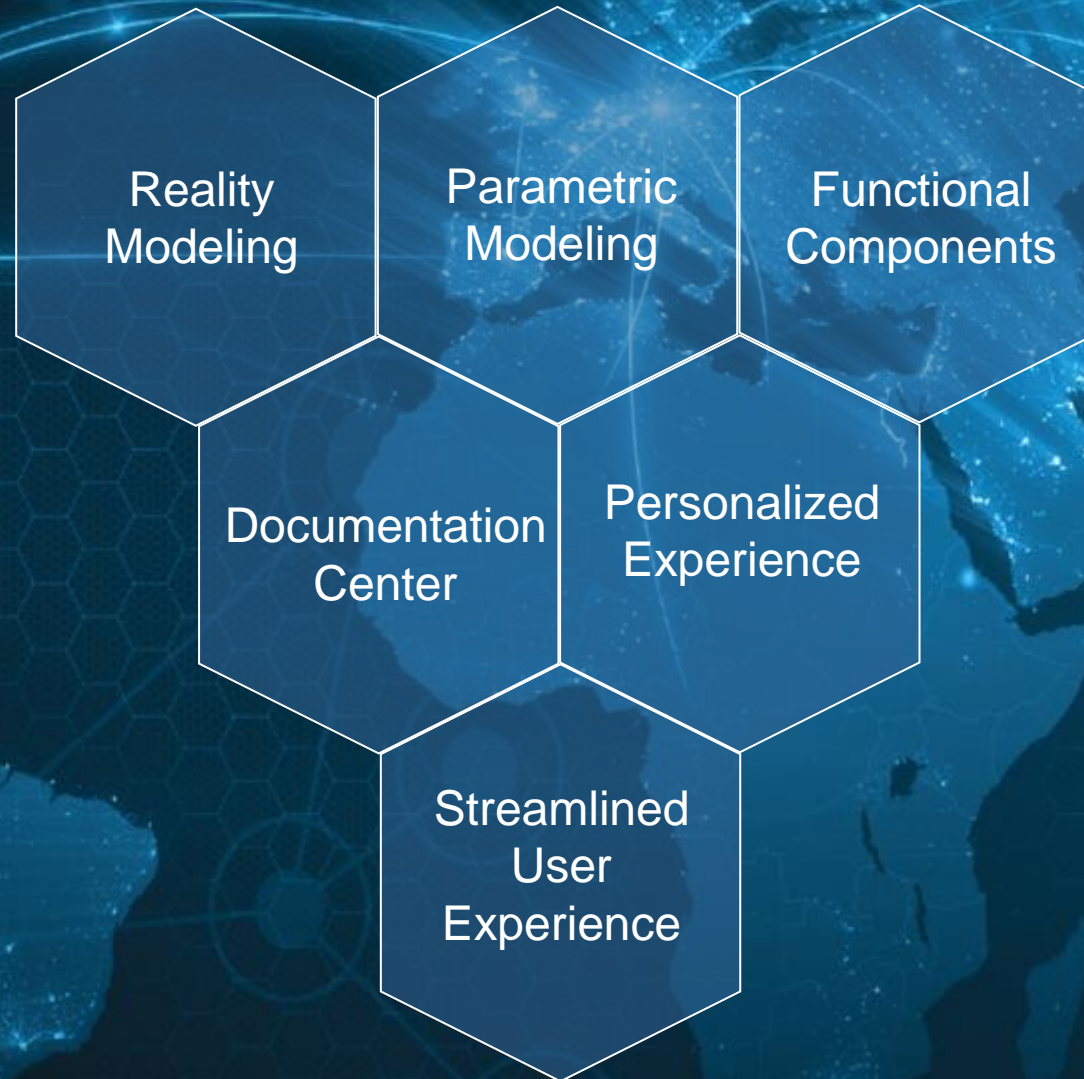 Reality
Modeling
Parametric
Modeling
Functional
Components
Documentation
Center
Personalized
Experience
Streamlined
User
Experience